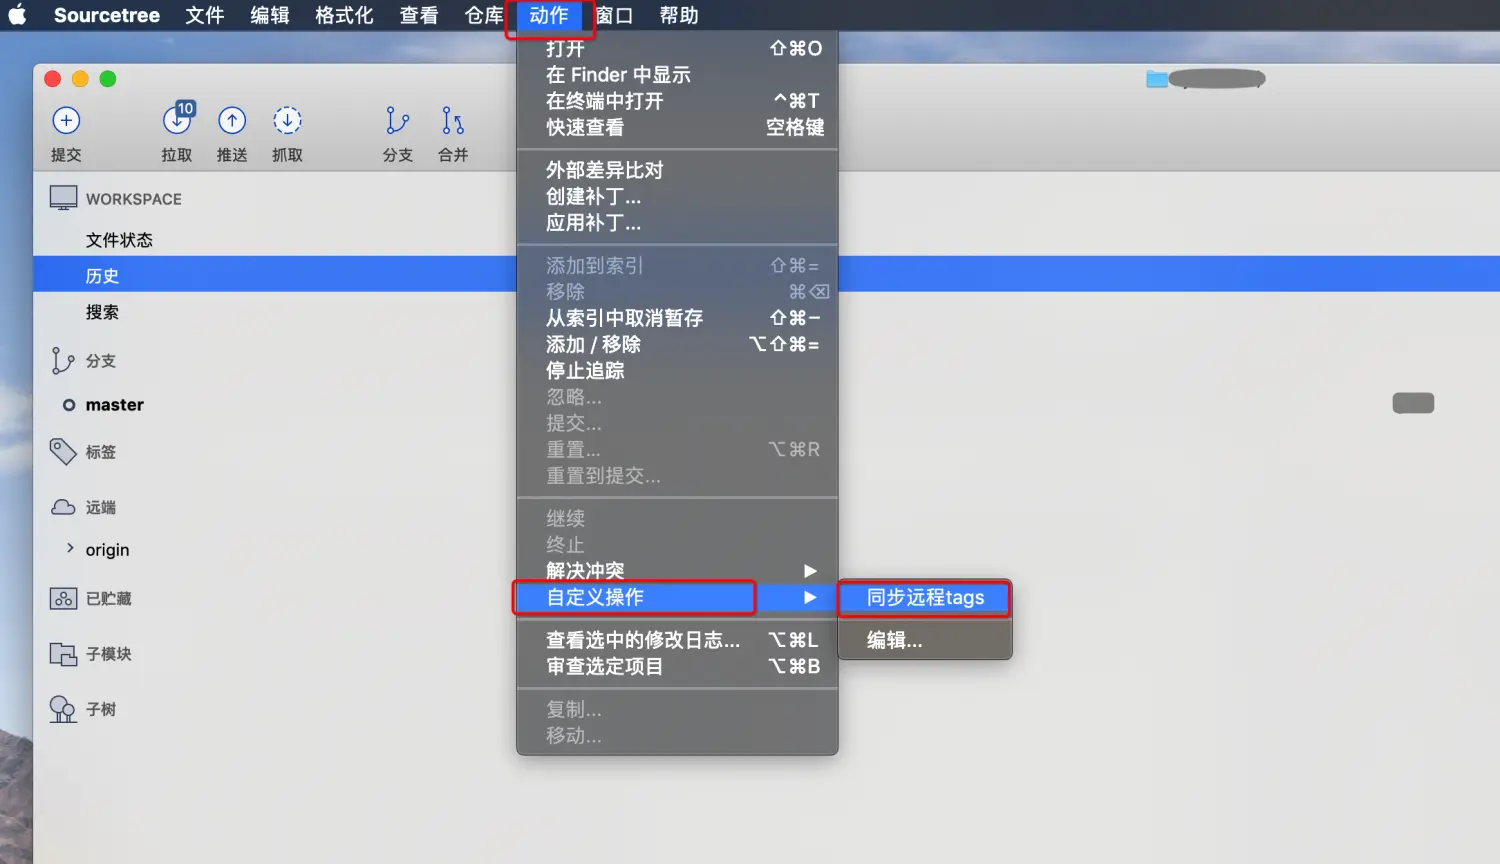 Sourcetree 文件 编辑 格式化 查看 仓库 动作 窗口 帮助
打开 ⇧⌘O
在 Finder 中显示
在终端中打开 ^⌘T
快速查看 空格键
外部差异比对
创建补丁...
应用补丁...
添加到索引 ⇧⌘=
移除 ⌘⌫
从索引中取消暂存 ⇧⌘−
添加 / 移除 ⌥⇧⌘=
停止追踪
忽略...
提交...
重置... ⌥⌘R
重置到提交...
继续
终止
解决冲突 ▶
自定义操作 ▶
同步远程tags
编辑...
查看选中的修改日志... ⌥⌘L
审查选定项目 ⌥⌘B
复制...
移动...
10
提交 拉取 推送 抓取 分支 合并
WORKSPACE
文件状态
历史
搜索
分支
master
标签
远端
origin
已贮藏
子模块
子树